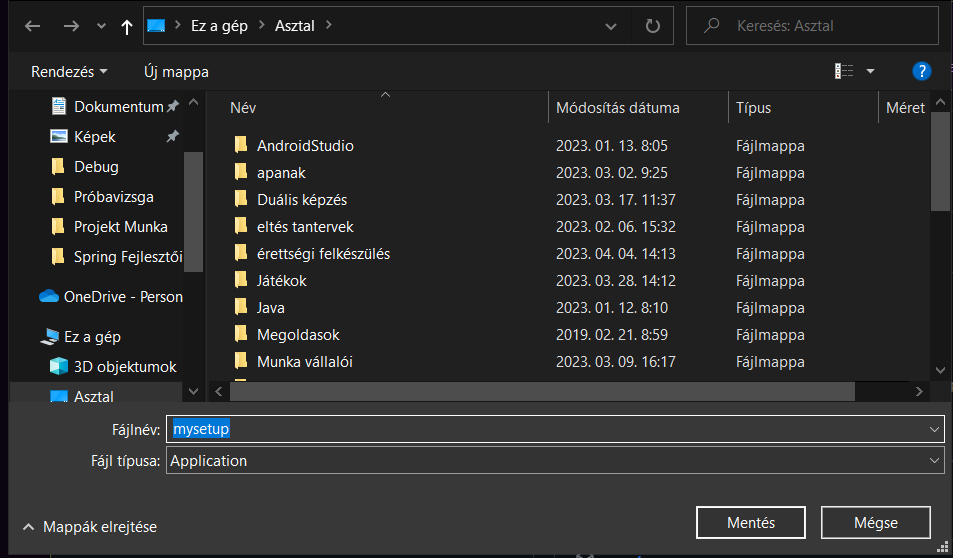 Ez a gép > Asztal >
Keresés: Asztal
Rendezés
Új mappa
?
Dokumentum
Képek
Debug
Próbavizsga
Projekt Munka
Spring Fejlesztői
OneDrive - Person
Ez a gép
3D objektumok
Asztal
Név Módosítás dátuma Típus Méret
AndroidStudio 2023. 01. 13. 8:05 Fájlmappa
apanak 2023. 03. 02. 9:25 Fájlmappa
Duális képzés 2023. 03. 17. 11:37 Fájlmappa
eltés tantervek 2023. 02. 06. 15:32 Fájlmappa
érettségi felkészülés 2023. 04. 04. 14:13 Fájlmappa
Játékok 2023. 03. 28. 14:12 Fájlmappa
Java 2023. 01. 12. 8:10 Fájlmappa
Megoldasok 2019. 02. 21. 8:59 Fájlmappa
Munka vállalói 2023. 03. 09. 16:17 Fájlmappa
Fájlnév: mysetup
Fájl típusa: Application
Mappák elrejtése
Mentés
Mégse